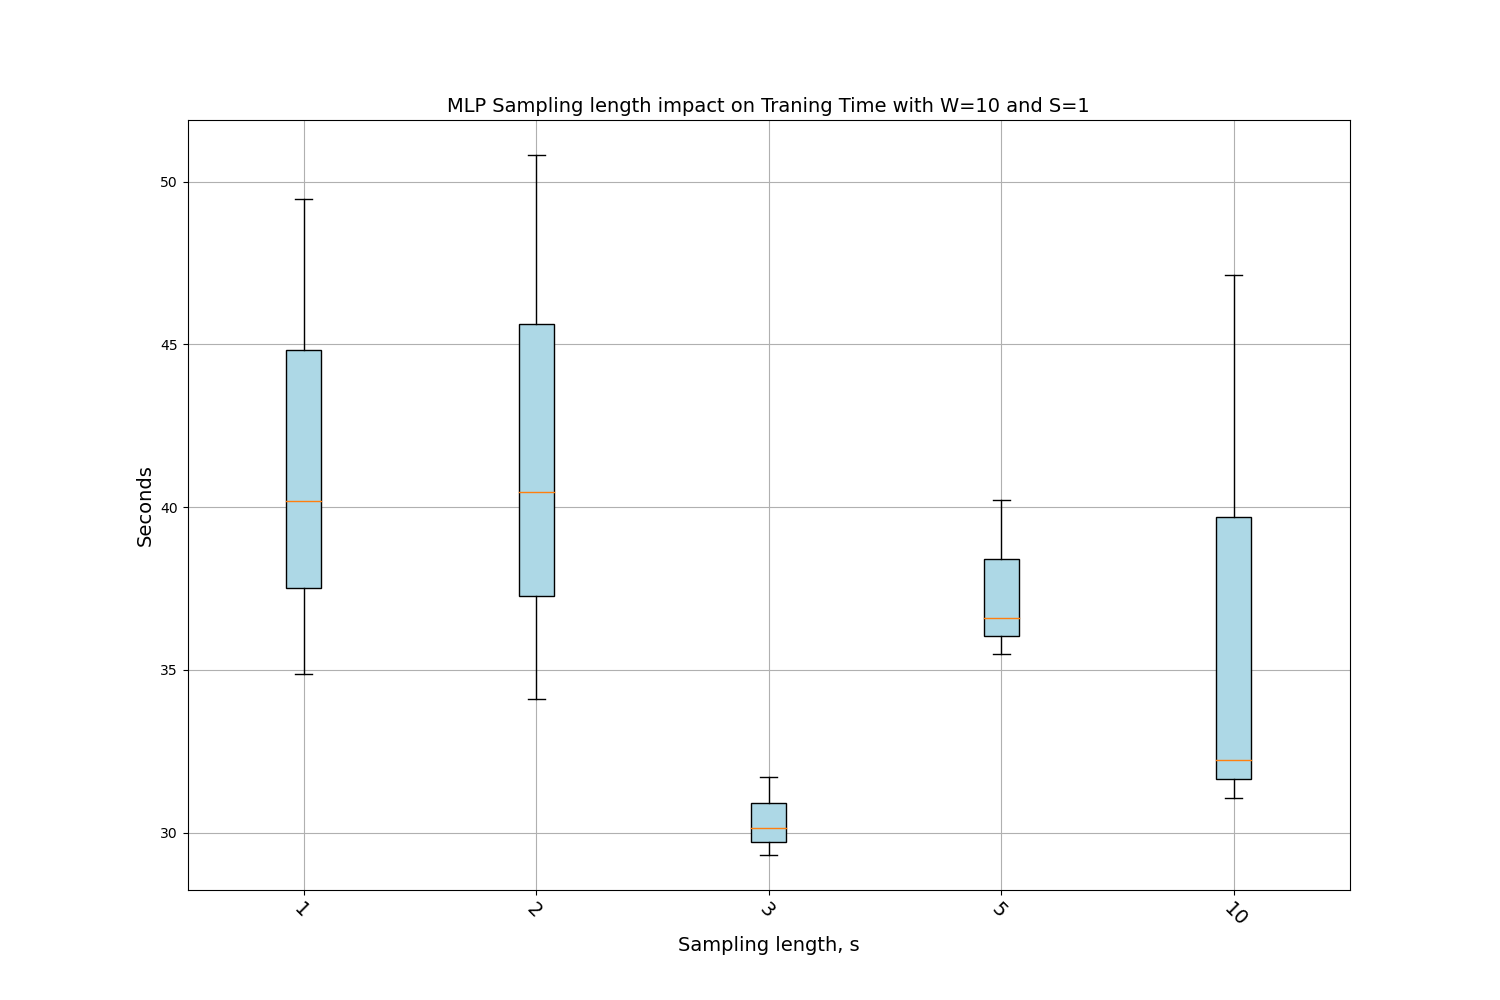 MLP Sampling length impact on Traning Time with W=10 and S=1
Seconds
50
45
40
35
30
1 2 3 5 10
Sampling length, s